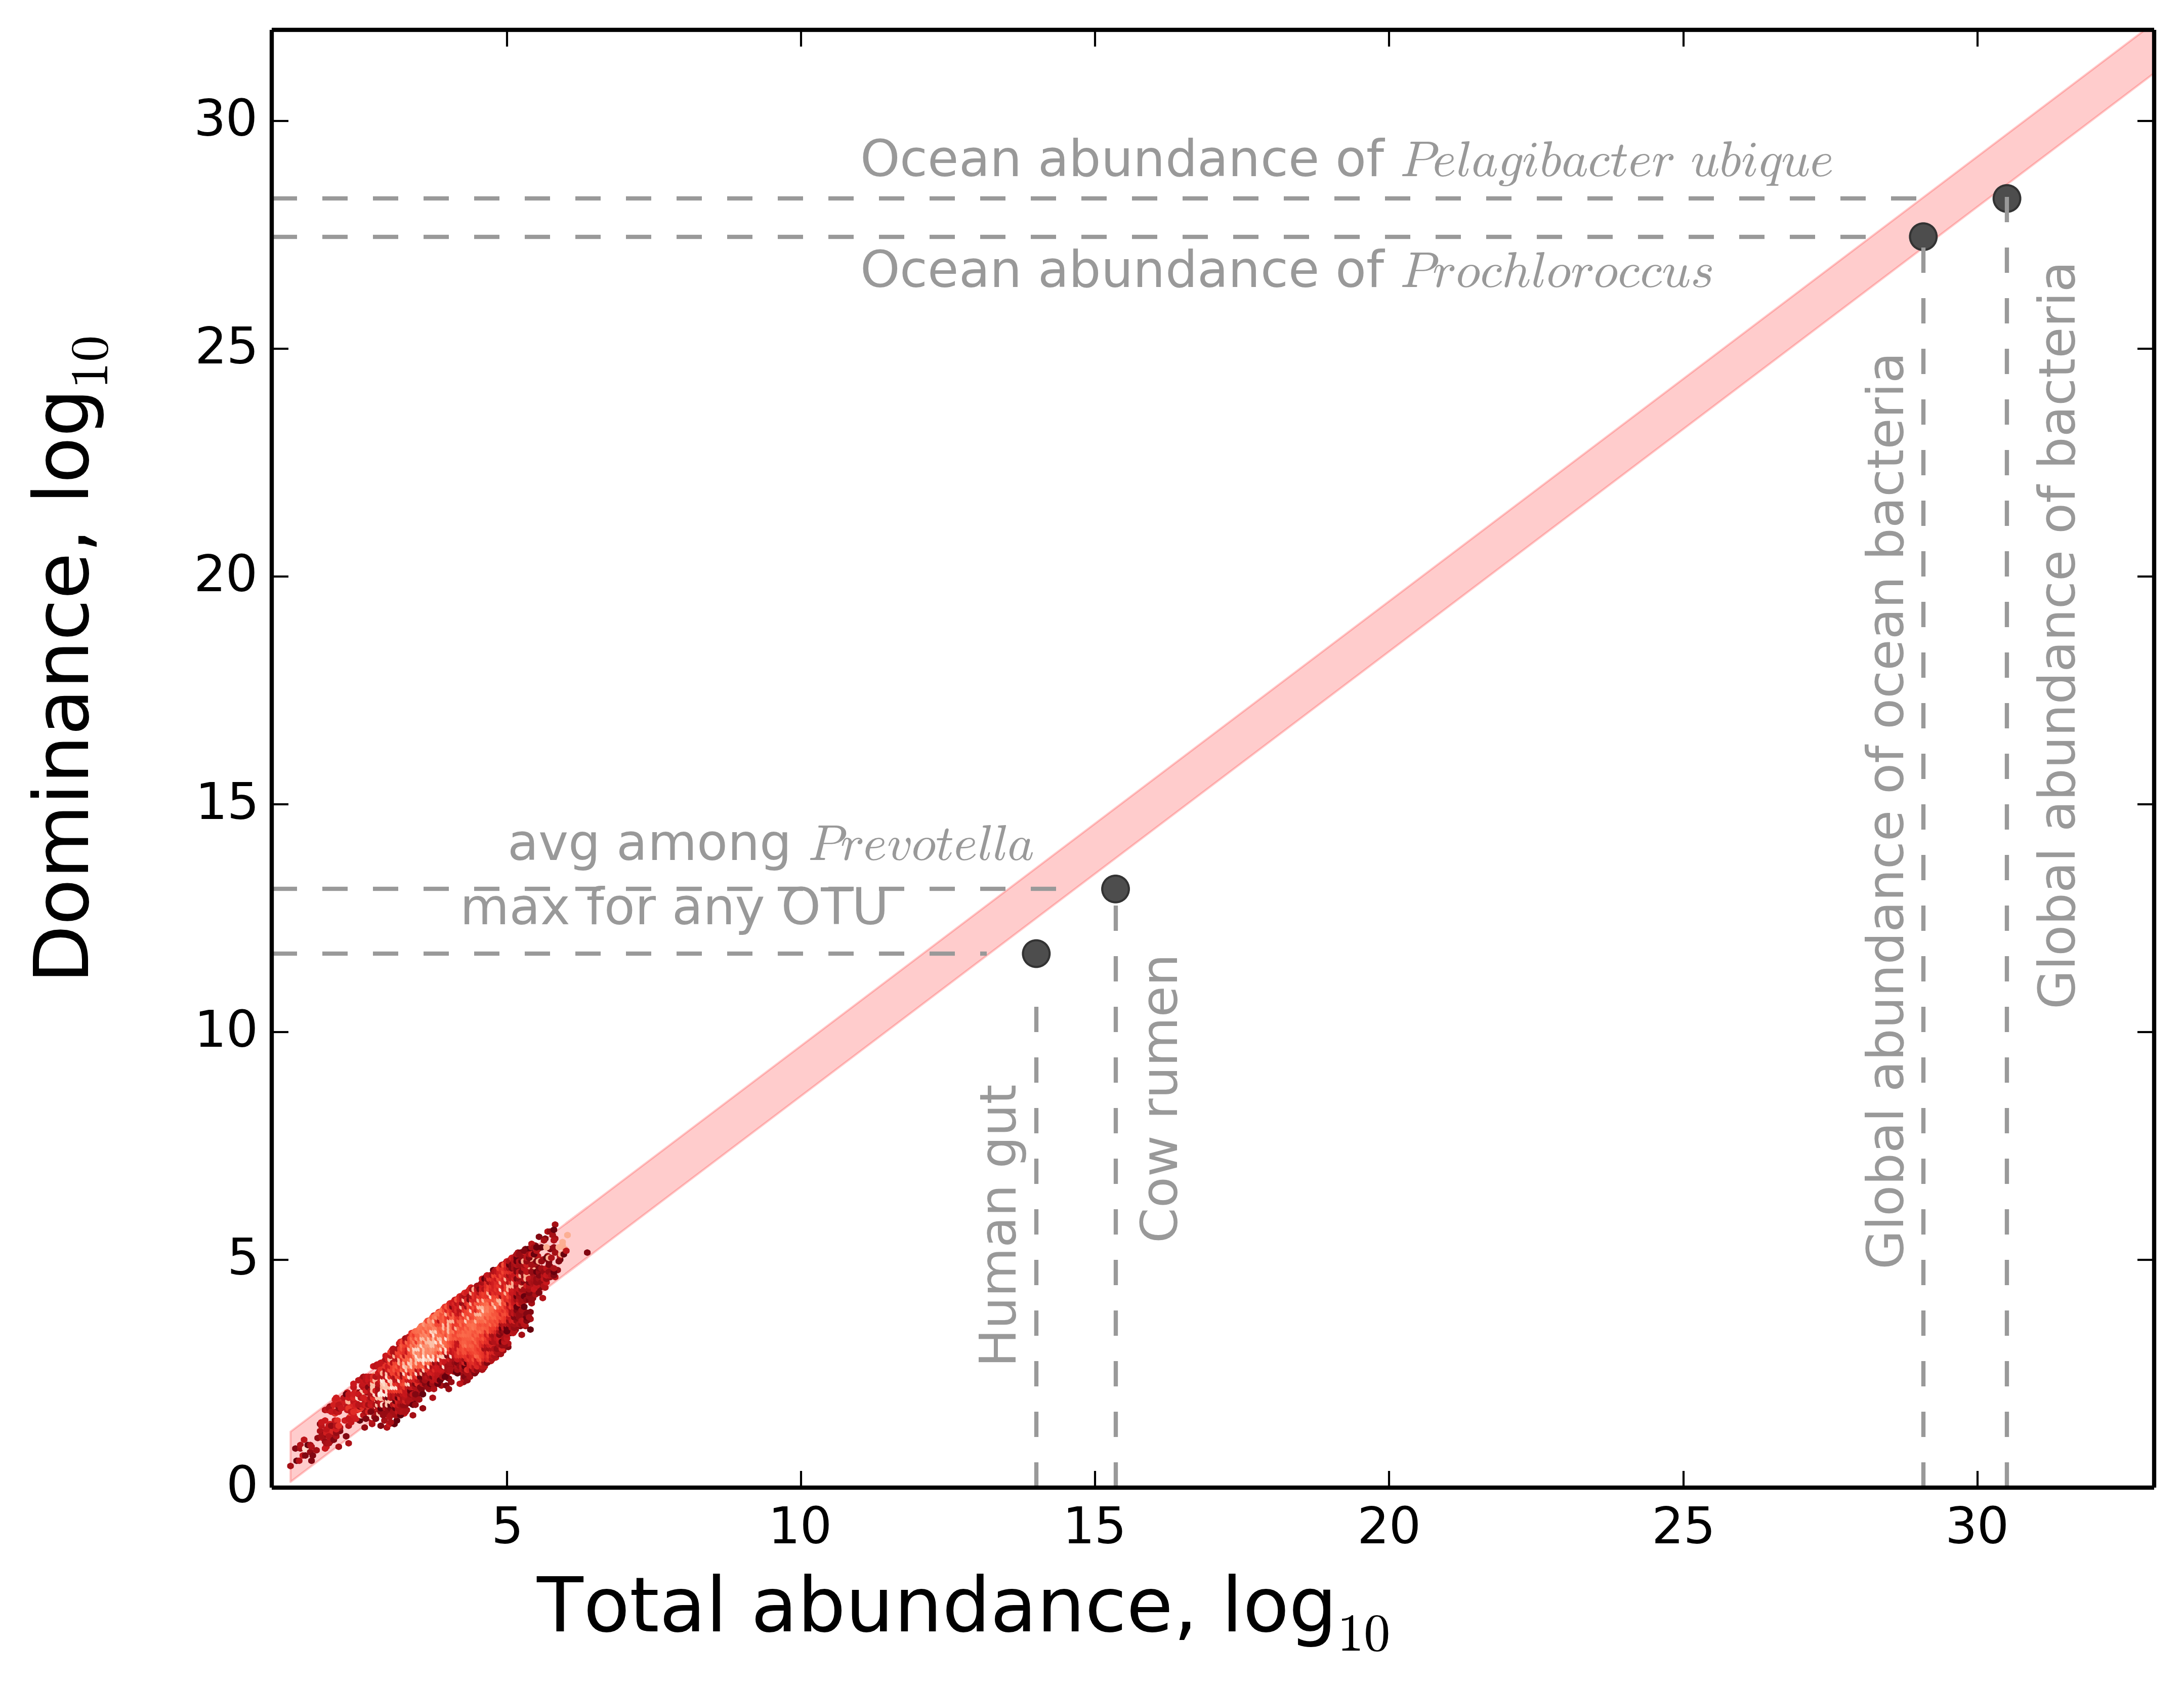 30
Ocean abundance of Pelagibacter ubique
Ocean abundance of Prochloroccus
25
20
15
10
5
0
avg among Prevotella
max for any OTU
Human gut
Cow rumen
Global abundance of ocean bacteria
Global abundance of bacteria
Dominance, log10
5 10 15 20 25 30
Total abundance, log10